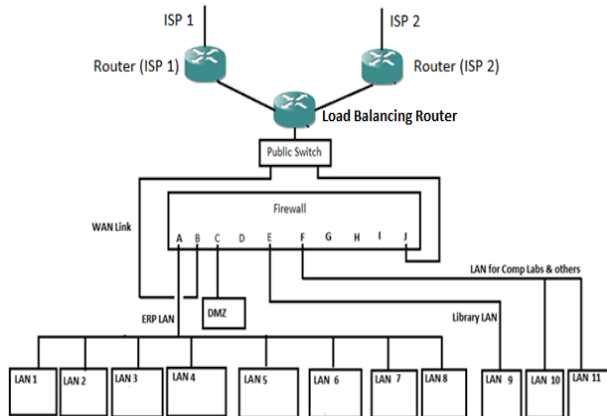 ISP 1
ISP 2
Router (ISP 1)
Router (ISP 2)
Load Balancing Router
Public Switch
Firewall
A B C D E F G H I J
WAN Link
LAN for Comp Labs & others
ERP LAN
DMZ
Library LAN
LAN 1
LAN 2
LAN 3
LAN 4
LAN 5
LAN 6
LAN 7
LAN 8
LAN 9
LAN 10
LAN 11